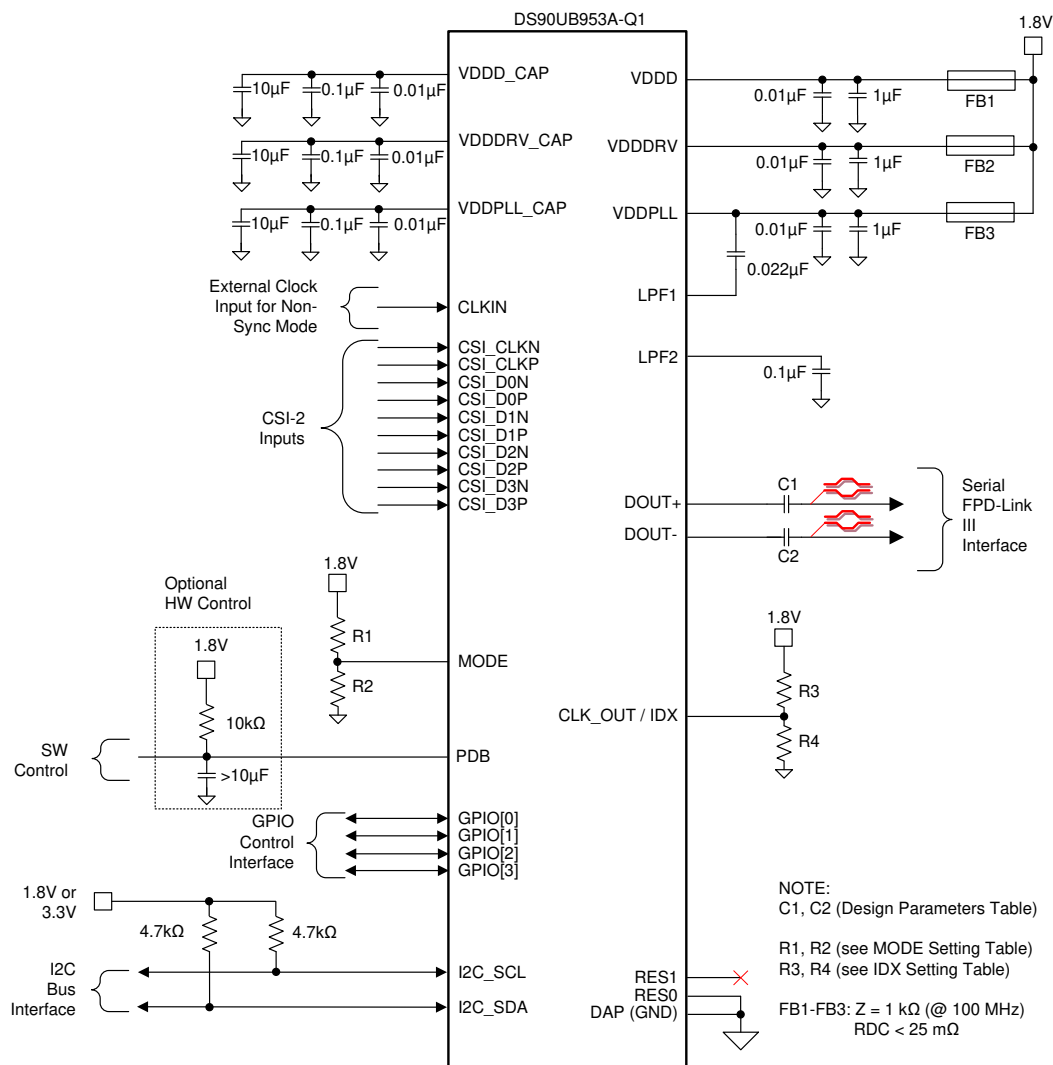 DS90UB953A-Q1
1.8V
10µF
0.1µF
0.01µF
VDDD_CAP
VDDD
0.01µF
1µF
FB1
10µF
0.1µF
0.01µF
VDDDRV_CAP
VDDDRV
0.01µF
1µF
FB2
10µF
0.1µF
0.01µF
VDDPLL_CAP
VDDPLL
0.01µF
1µF
FB3
0.022µF
LPF1
External Clock
Input for Non-
Sync Mode
CLKIN
LPF2
0.1µF
CSI-2
Inputs
CSI_CLKN
CSI_CLKP
CSI_D0N
CSI_D0P
CSI_D1N
CSI_D1P
CSI_D2N
CSI_D2P
CSI_D3N
CSI_D3P
DOUT+
DOUT-
C1
C2
Serial
FPD-Link
III
Interface
Optional
HW Control
1.8V
10kΩ
>10µF
SW
Control
PDB
1.8V
R1
R2
MODE
1.8V
R3
R4
CLK_OUT / IDX
GPIO
Control
Interface
GPIO[0]
GPIO[1]
GPIO[2]
GPIO[3]
1.8V or
3.3V
4.7kΩ
4.7kΩ
I2C
Bus
Interface
I2C_SCL
I2C_SDA
RES1
RES0
DAP (GND)
NOTE:
C1, C2 (Design Parameters Table)
R1, R2 (see MODE Setting Table)
R3, R4 (see IDX Setting Table)
FB1-FB3: Z = 1 kΩ (@ 100 MHz)
RDC < 25 mΩ